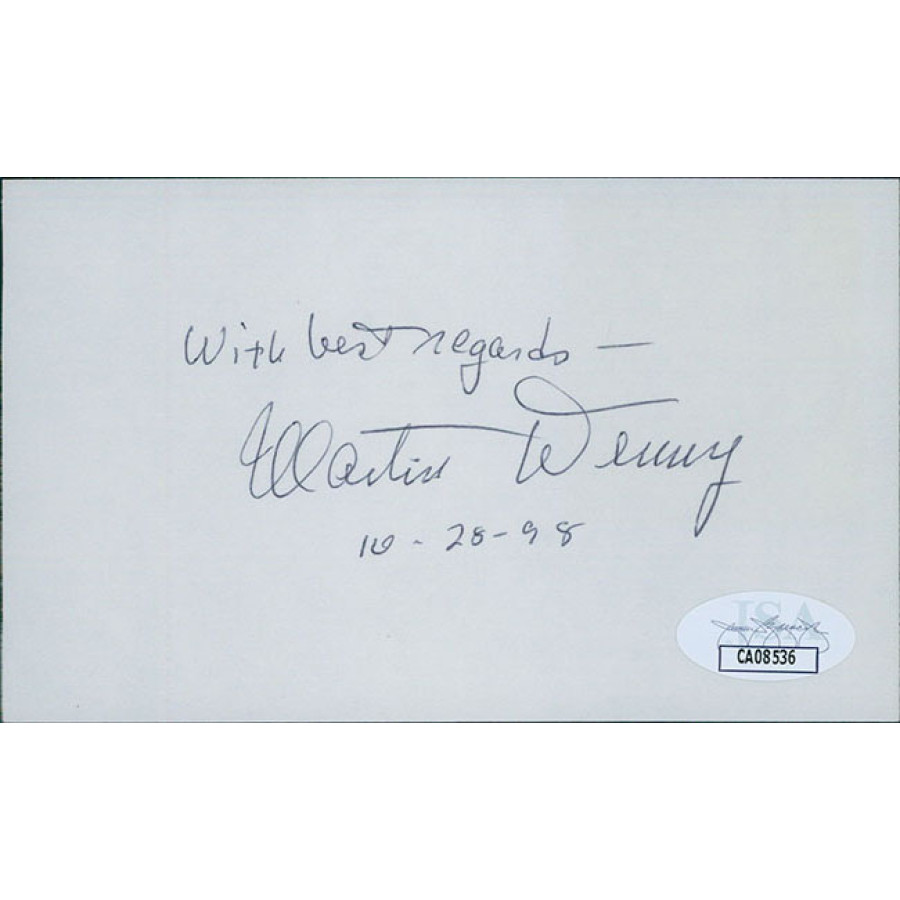 With best regards —
Martin Denny
10-28-98
JSA
CA08536